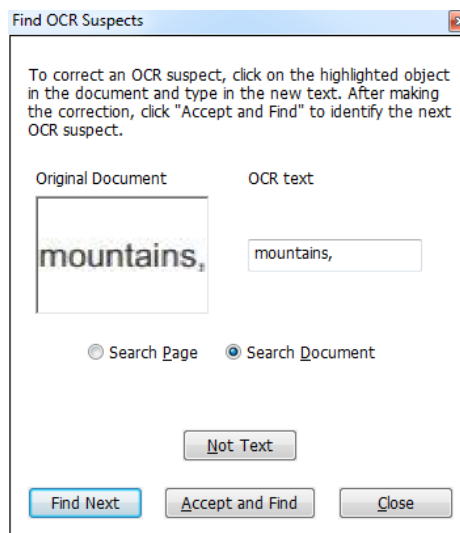 Find OCR Suspects
To correct an OCR suspect, click on the highlighted object
in the document and type in the new text. After making
the correction, click "Accept and Find" to identify the next
OCR suspect.
Original Document OCR text
mountains,
mountains,
Search Page Search Document
Not Text
Find Next Accept and Find Close